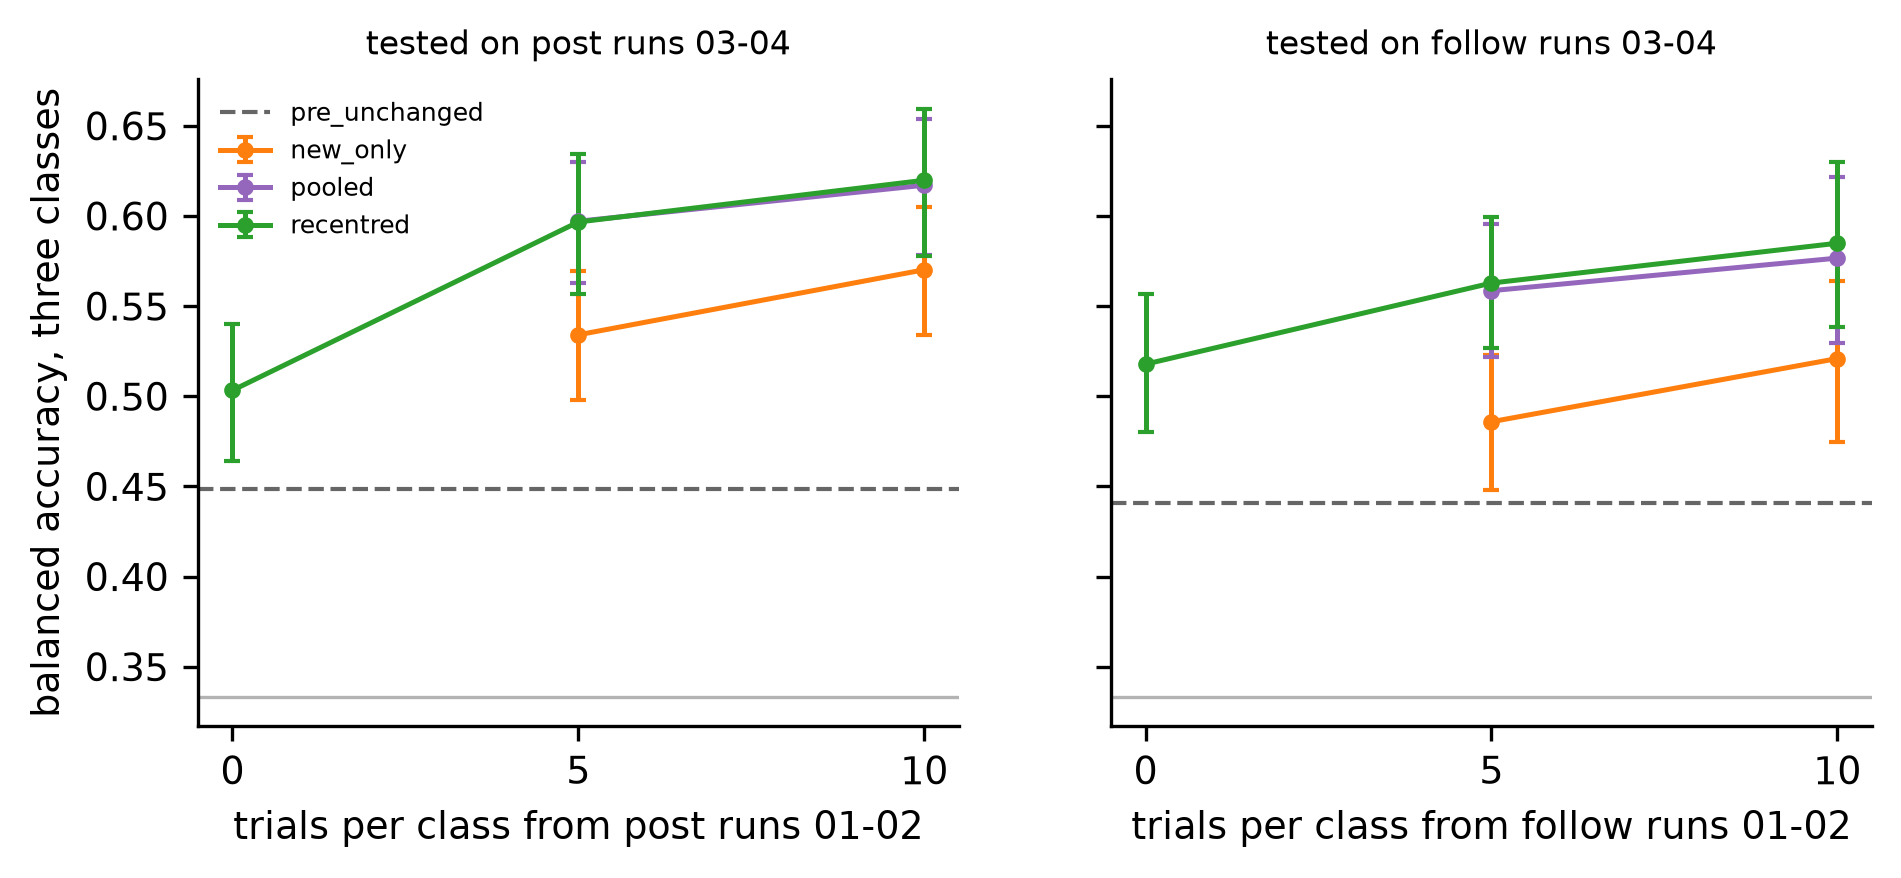 tested on post runs 03-04
tested on follow runs 03-04
balanced accuracy, three classes
0.65
0.60
0.55
0.50
0.45
0.40
0.35
pre_unchanged
new_only
pooled
recentred
0
5
10
0
5
10
trials per class from post runs 01-02
trials per class from follow runs 01-02